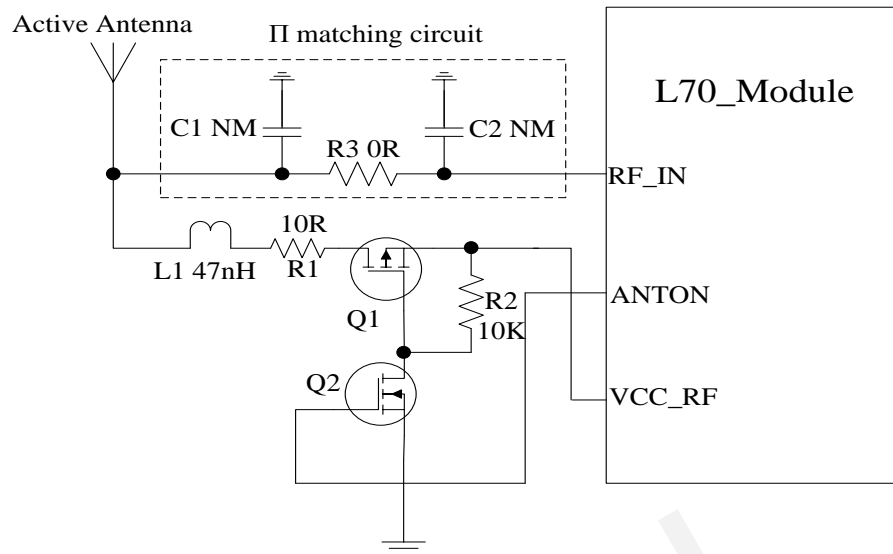 Active Antenna
Π matching circuit
L70_Module
C1 NM
C2 NM
R3 0R
RF_IN
10R
L1 47nH
R1
R2
10K
ANTON
Q1
Q2
VCC_RF